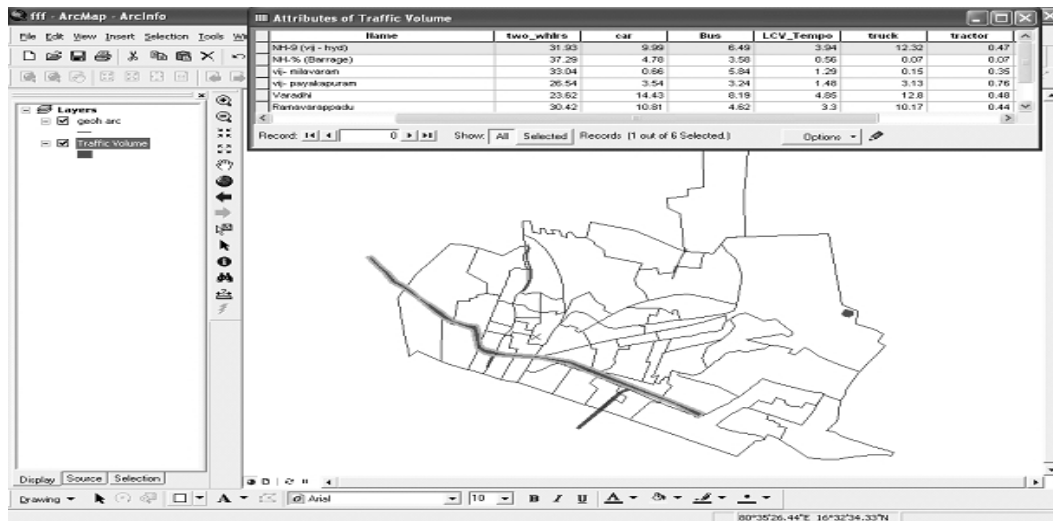 fff - ArcMap - ArcInfo
File Edit View Insert Selection Tools
Attributes of Traffic Volume
Name two_whlrs car Bus LCV_Tempo truck tractor
NH-9 (vij - hyd) 31.93 9.99 6.49 3.94 12.32 0.47
NH-% (Barrage) 37.29 4.78 3.58 0.56 0.07 0.07
vij- milavaram 33.04 0.66 5.84 1.29 0.15 0.35
vij- payakapuram 26.54 3.54 3.24 1.48 3.13 0.76
Varadhi 23.62 14.43 8.19 4.85 12.8 0.48
Ramavarappadu 30.42 10.81 4.62 3.3 10.17 0.44
Record: 0 Show: All Selected Records (1 out of 6 Selected.) Options
Layers
geoh arc
Traffic Volume
Display Source Selection
Drawing A Arial 10 B I U A
80°35'26.44"E 16°32'34.33"N